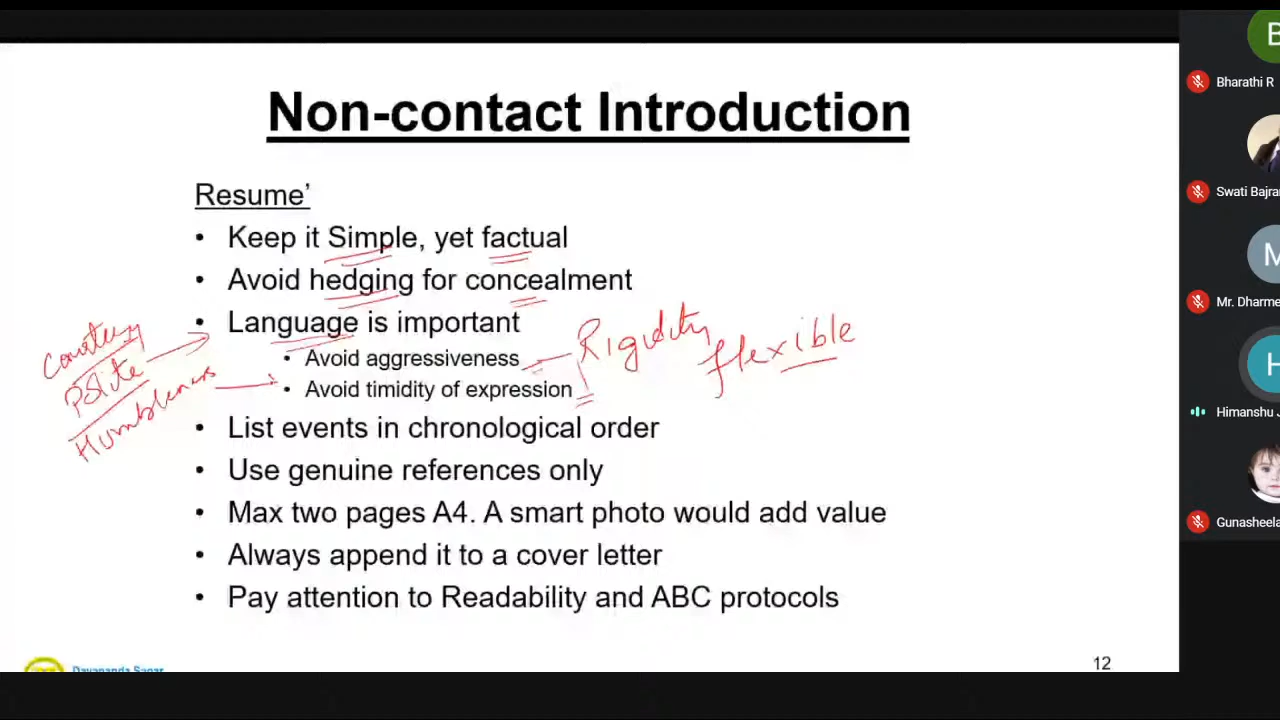 Non-contact Introduction
Resume’
• Keep it Simple, yet factual
• Avoid hedging for concealment
• Language is important
• Avoid aggressiveness
• Avoid timidity of expression
Rigidity
flexible
Courtesy
Polite
Humbleness
• List events in chronological order
• Use genuine references only
• Max two pages A4. A smart photo would add value
• Always append it to a cover letter
• Pay attention to Readability and ABC protocols
12
B
Bharathi R
Swati Bajra
M
Mr. Dharme
H
Himanshu J
Gunasheela